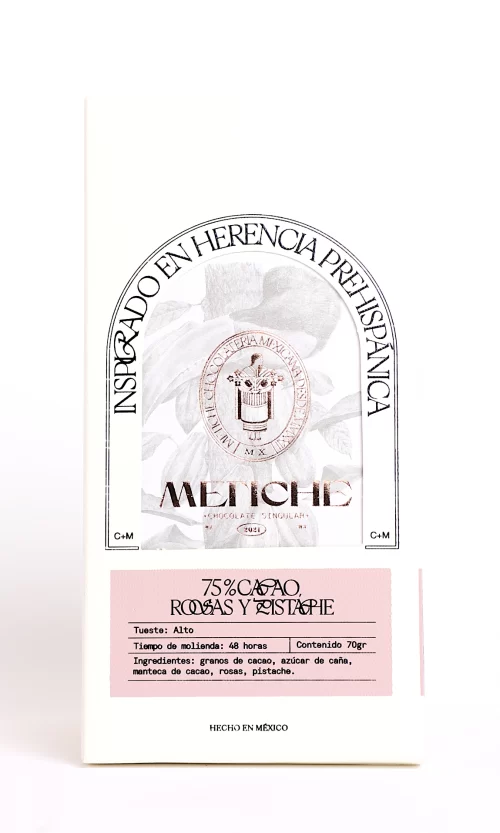 INSPIRADO EN HERENCIA PREHISPÁNICA
MX
METICHE
CHOCOLATE SINGULAR
2021
C+M
C+M
75% CACAO,
ROSAS Y PISTACHE
Tueste: Alto
Tiempo de molienda: 48 horas
Contenido 70gr
Ingredientes: granos de cacao, azúcar de caña,
manteca de cacao, rosas, pistache.
HECHO EN MÉXICO